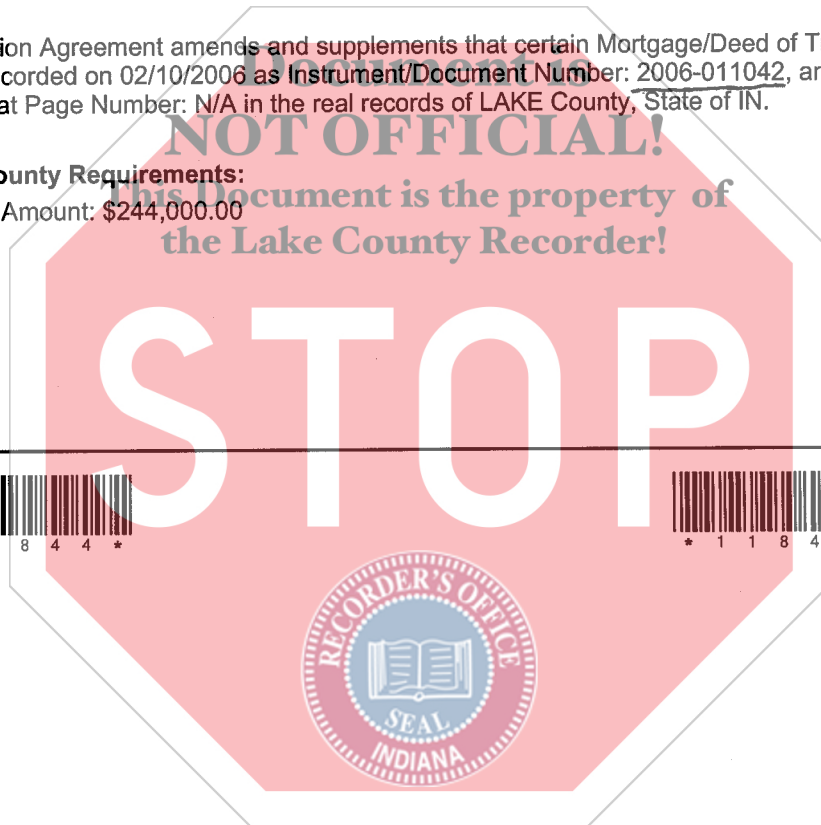 ion Agreement amends and supplements that certain Mortgage/Deed of T
corded on 02/10/2006 as Instrument/Document Number: 2006-011042, an
at Page Number: N/A in the real records of LAKE County, State of IN.
Document is
NOT OFFICIAL!
ounty Requirements:
This Document is the property of
Amount: $244,000.00
the Lake County Recorder!
STOP
8 4 4 *
* 1 1 8 4
RECORDER'S OFFICE
SEAL
INDIANA